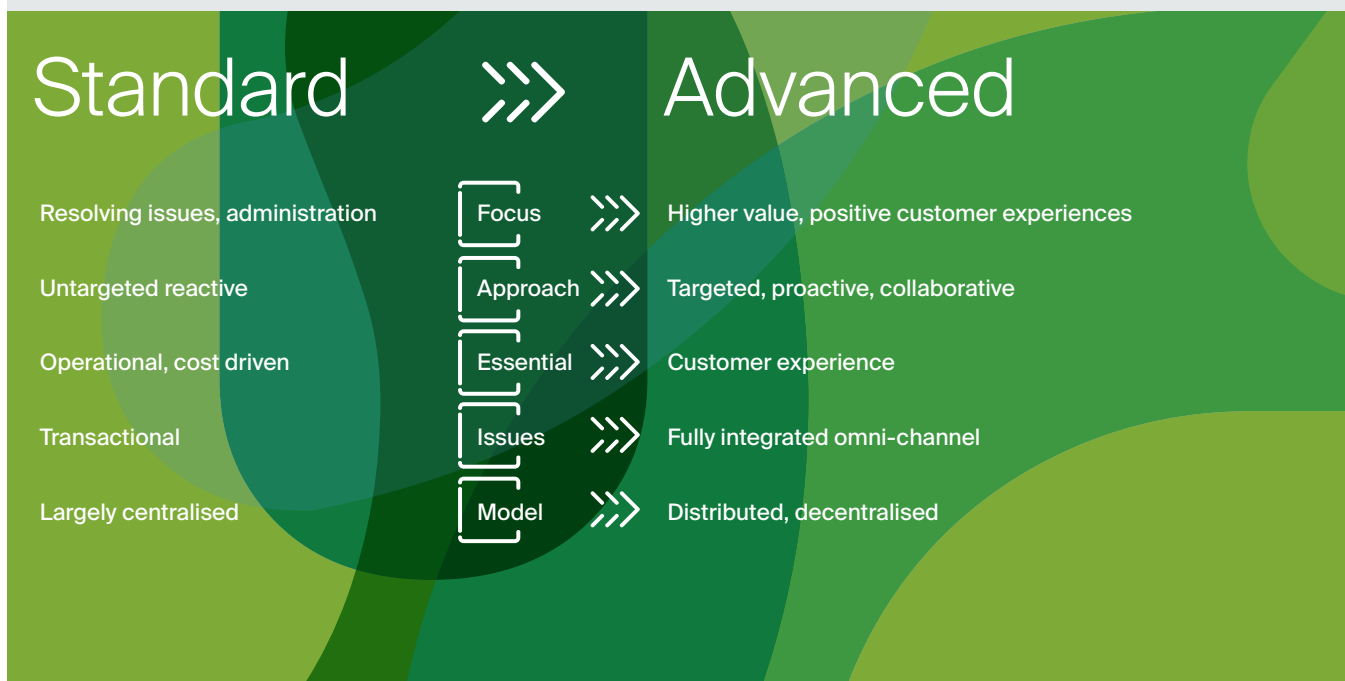 Standard Advanced
Resolving issues, administration Focus Higher value, positive customer experiences
Untargeted reactive Approach Targeted, proactive, collaborative
Operational, cost driven Essential Customer experience
Transactional Issues Fully integrated omni-channel
Largely centralised Model Distributed, decentralised